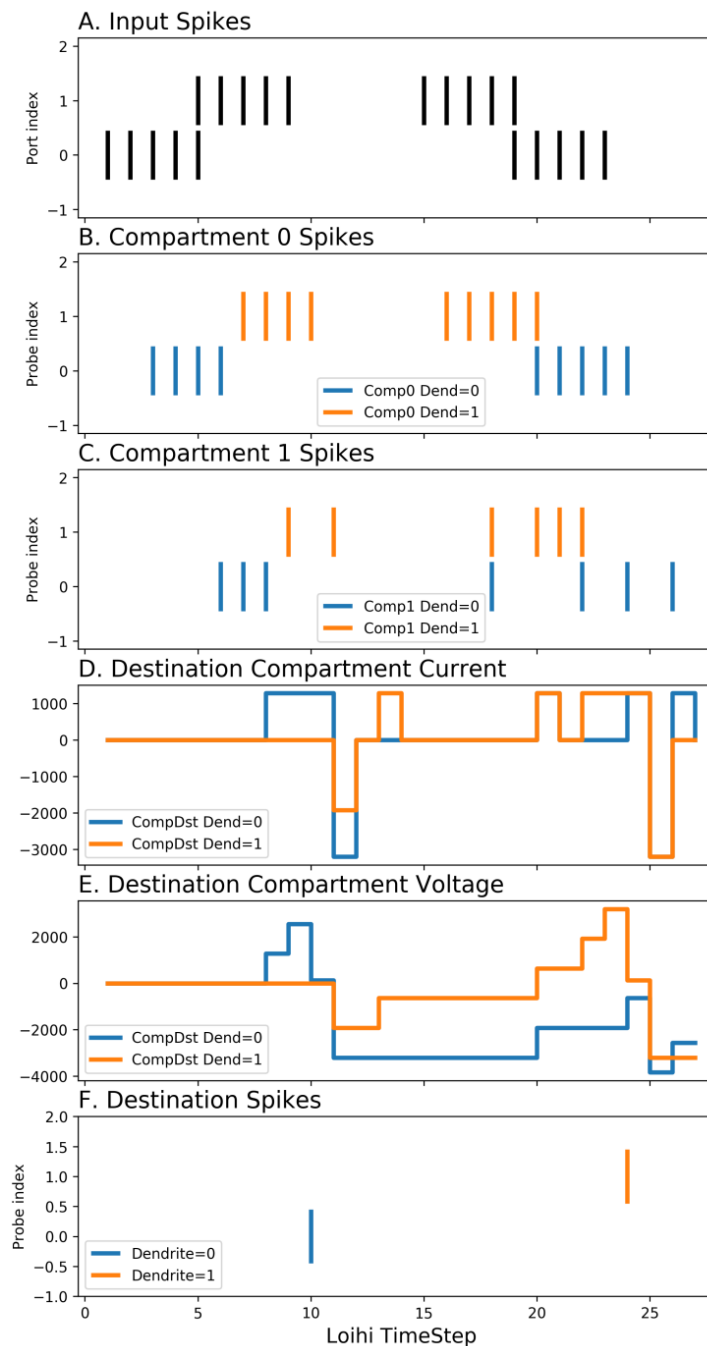 A. Input Spikes
2
1
0
−1
Port index
B. Compartment 0 Spikes
2
1
0
−1
Probe index
Comp0 Dend=0
Comp0 Dend=1
C. Compartment 1 Spikes
2
1
0
−1
Probe index
Comp1 Dend=0
Comp1 Dend=1
D. Destination Compartment Current
1000
0
−1000
−2000
−3000
CompDst Dend=0
CompDst Dend=1
E. Destination Compartment Voltage
2000
0
−2000
−4000
CompDst Dend=0
CompDst Dend=1
F. Destination Spikes
2.0
1.5
1.0
0.5
0.0
−0.5
−1.0
Probe index
Dendrite=0
Dendrite=1
0 5 10 15 20 25
Loihi TimeStep